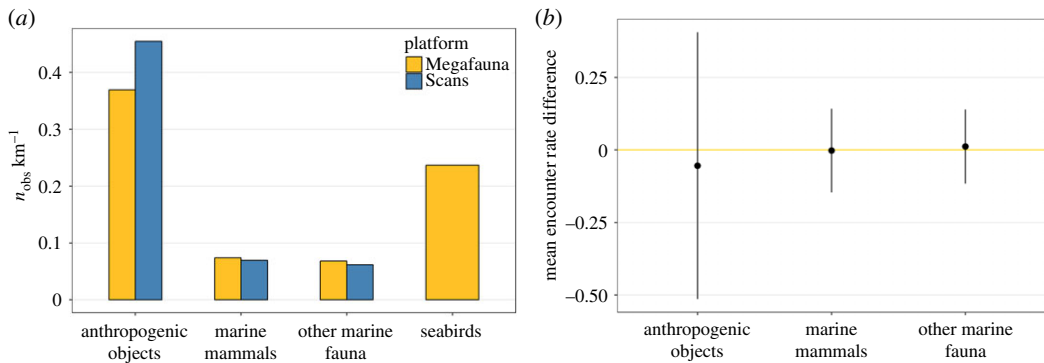 (a)
platform
Megafauna
Scans
n_obs km⁻¹
0.4
0.3
0.2
0.1
0
anthropogenic
objects
marine
mammals
other marine
fauna
seabirds
(b)
mean encounter rate difference
0.25
0
−0.25
−0.50
anthropogenic
objects
marine
mammals
other marine
fauna